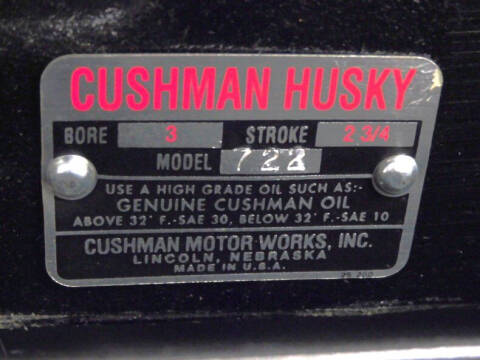 CUSHMAN HUSKY
BORE 3 STROKE 2 3/4
MODEL 722
USE A HIGH GRADE OIL SUCH AS:-
GENUINE CUSHMAN OIL
ABOVE 32° F.-SAE 30, BELOW 32° F.-SAE 10
CUSHMAN MOTOR WORKS, INC.
LINCOLN, NEBRASKA
MADE IN U.S.A.